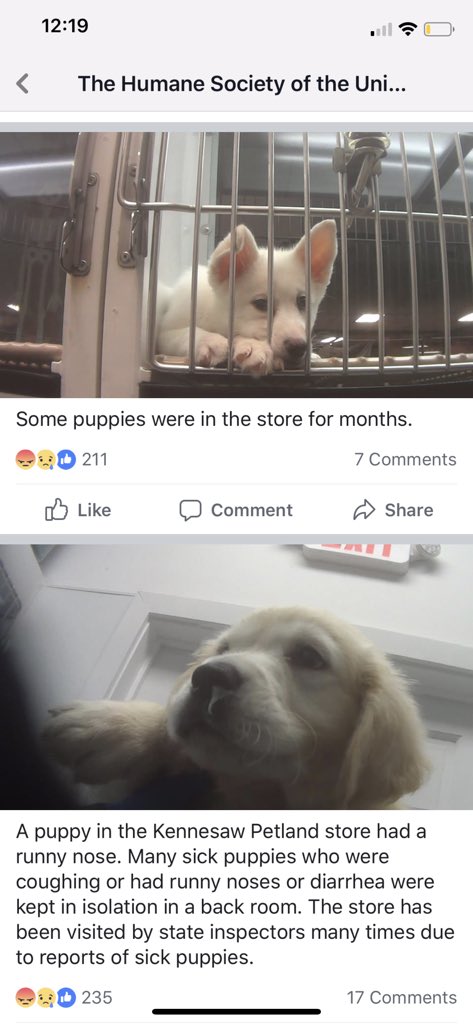 12:19
The Humane Society of the Uni...
Some puppies were in the store for months.
211
7 Comments
Like
Comment
Share
A puppy in the Kennesaw Petland store had a
runny nose. Many sick puppies who were
coughing or had runny noses or diarrhea were
kept in isolation in a back room. The store has
been visited by state inspectors many times due
to reports of sick puppies.
235
17 Comments